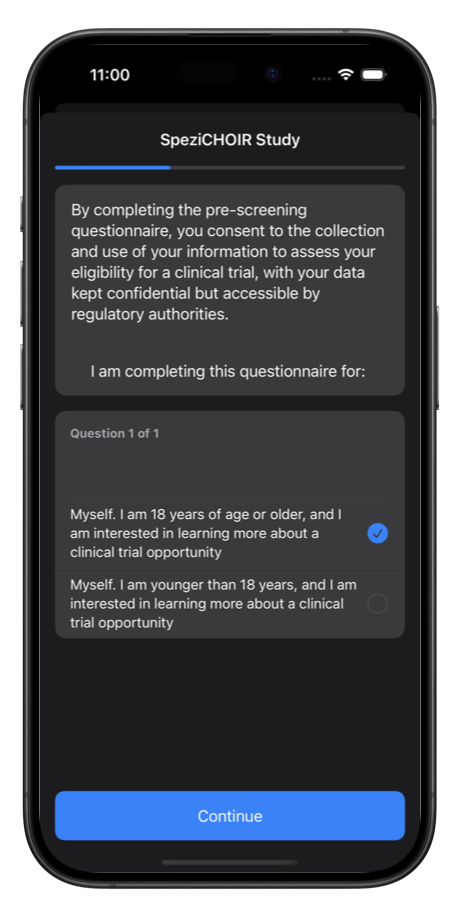 11:00
SpeziCHOIR Study
By completing the pre-screening
questionnaire, you consent to the collection
and use of your information to assess your
eligibility for a clinical trial, with your data
kept confidential but accessible by
regulatory authorities.
I am completing this questionnaire for:
Question 1 of 1
Myself. I am 18 years of age or older, and I
am interested in learning more about a
clinical trial opportunity
Myself. I am younger than 18 years, and I am
interested in learning more about a clinical
trial opportunity
Continue